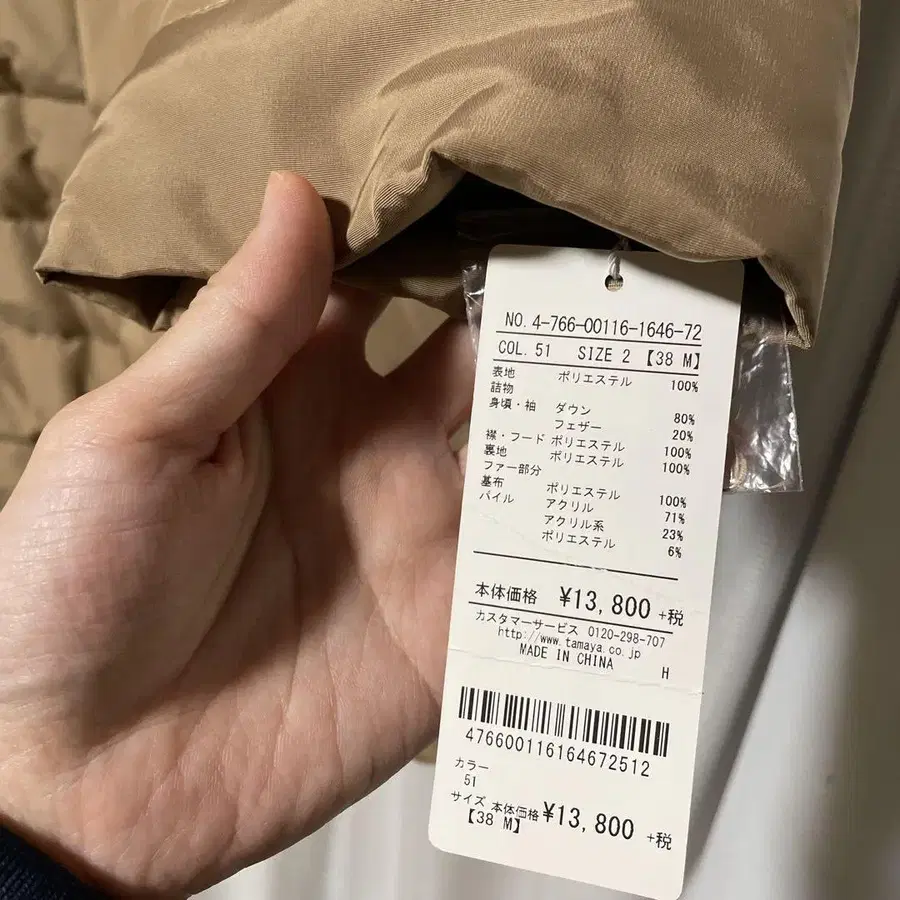 NO. 4-766-00116-1646-72
COL. 51 SIZE 2 【38 M】
表地 ポリエステル 100%
詰物
身頃・袖 ダウン 80%
フェザー 20%
襟・フード ポリエステル 100%
裏地 ポリエステル 100%
ファー部分
基布 ポリエステル 100%
パイル アクリル 71%
アクリル系 23%
ポリエステル 6%
本体価格 ¥13,800 +税
カスタマーサービス 0120-298-707
http://www.tamaya.co.jp
MADE IN CHINA H
476600116164672512
カラー
51
サイズ 本体価格 ¥13,800 +税
【38 M】